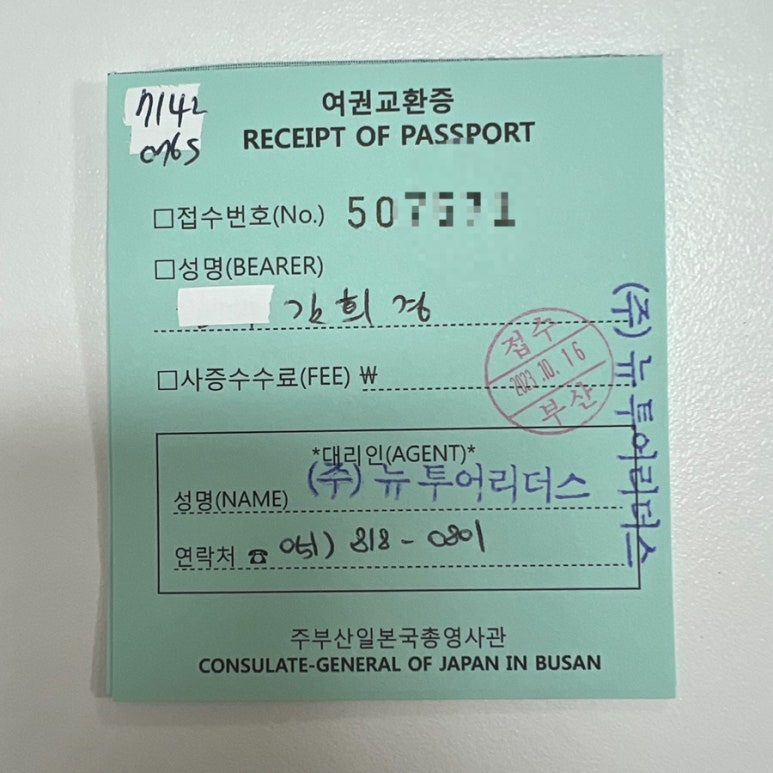 여권교환증
RECEIPT OF PASSPORT
□접수번호(No.) 50
□성명(BEARER)
김희경
접수
2023.10.16
부산
□사증수수료(FEE) ₩
*대리인(AGENT)*
성명(NAME) (주)뉴투어리더스
연락처 ☎ 051) 818-0801
(주)뉴투어리더스
주부산일본국총영사관
CONSULATE-GENERAL OF JAPAN IN BUSAN